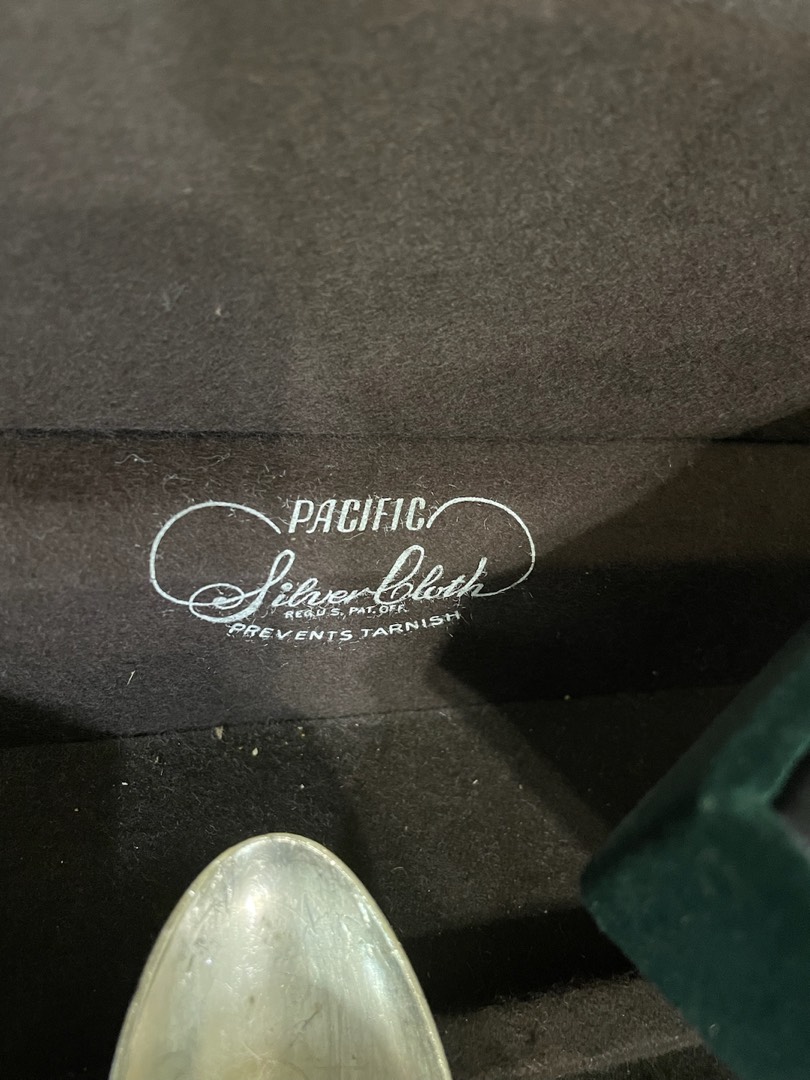 PACIFIC
Silver Cloth
REG. U.S. PAT. OFF.
PREVENTS TARNISH